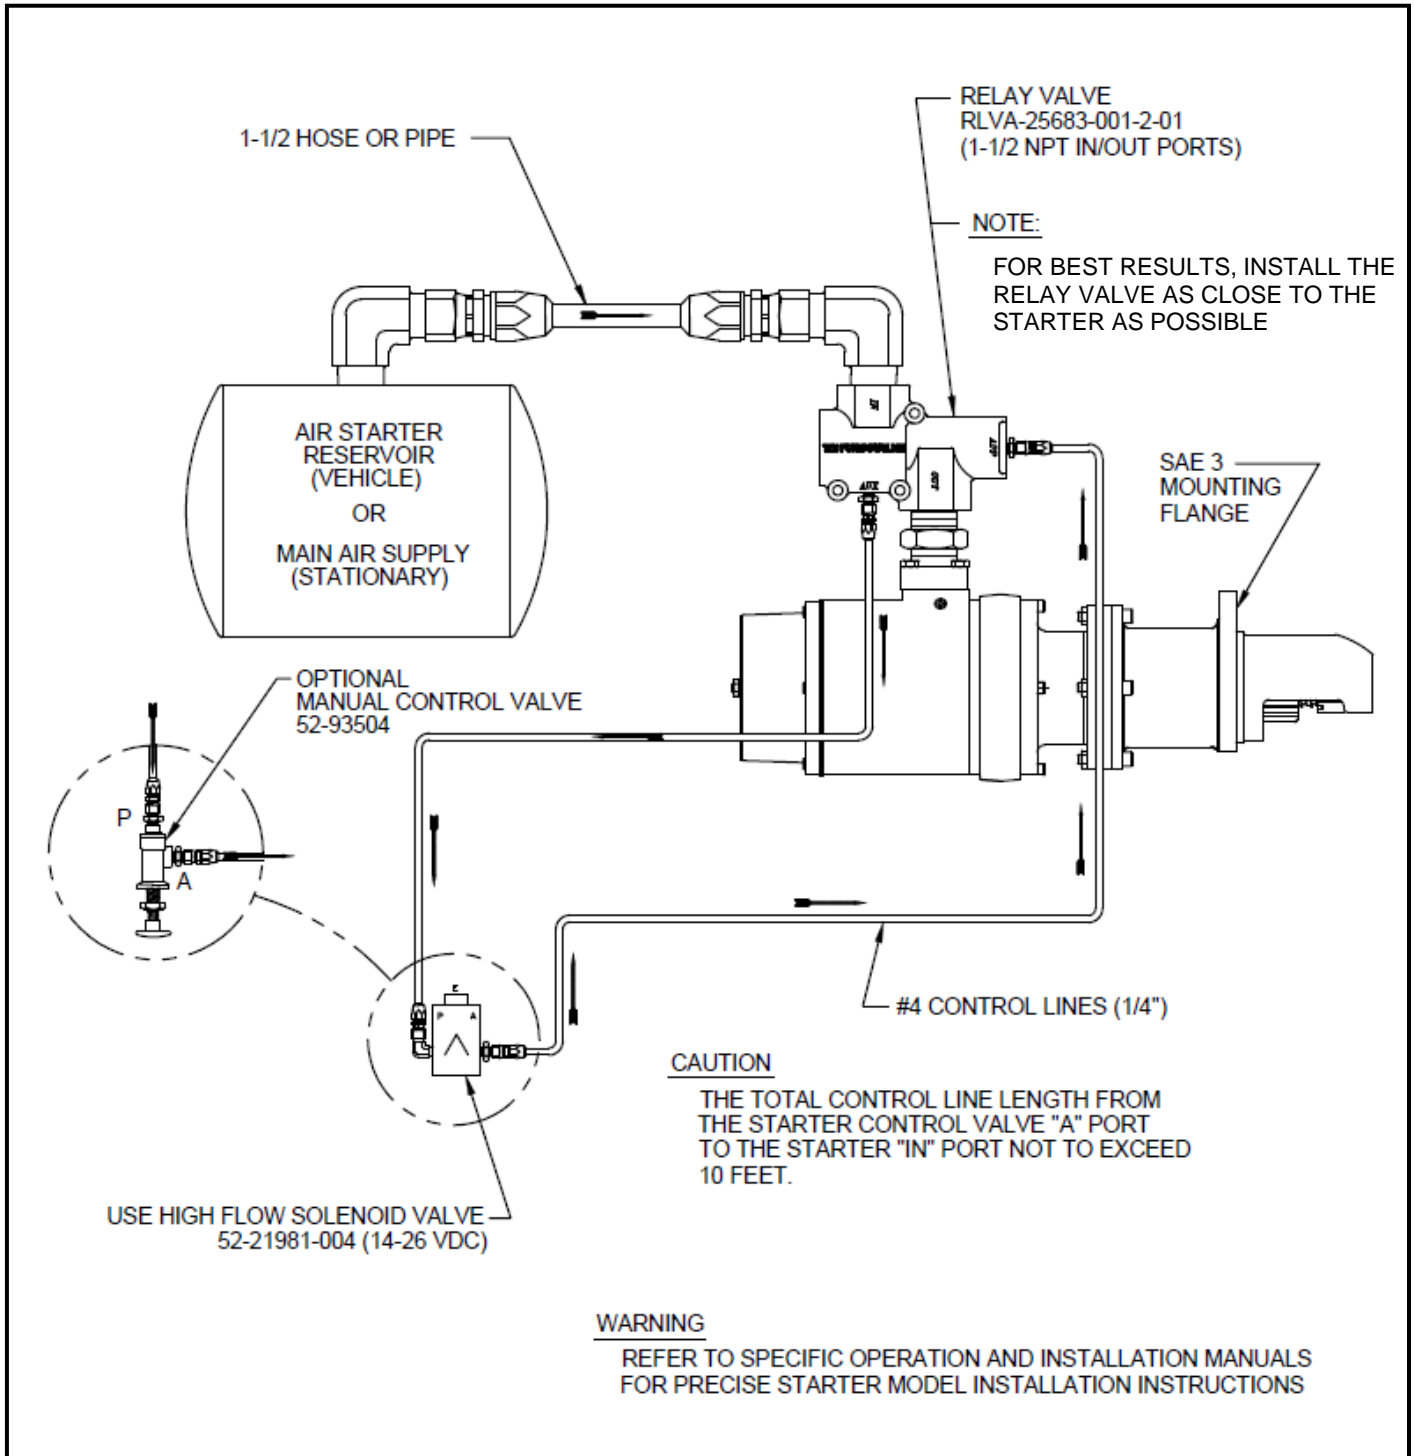 RELAY VALVE
RLVA-25683-001-2-01
(1-1/2 NPT IN/OUT PORTS)
1-1/2 HOSE OR PIPE
NOTE:
FOR BEST RESULTS, INSTALL THE
RELAY VALVE AS CLOSE TO THE
STARTER AS POSSIBLE
AIR STARTER
RESERVOIR
(VEHICLE)
OR
MAIN AIR SUPPLY
(STATIONARY)
OUT
AUX
SAE 3
MOUNTING
FLANGE
OPTIONAL
MANUAL CONTROL VALVE
52-93504
P
A
E
P A
#4 CONTROL LINES (1/4")
CAUTION
THE TOTAL CONTROL LINE LENGTH FROM
THE STARTER CONTROL VALVE "A" PORT
TO THE STARTER "IN" PORT NOT TO EXCEED
10 FEET.
USE HIGH FLOW SOLENOID VALVE
52-21981-004 (14-26 VDC)
WARNING
REFER TO SPECIFIC OPERATION AND INSTALLATION MANUALS
FOR PRECISE STARTER MODEL INSTALLATION INSTRUCTIONS